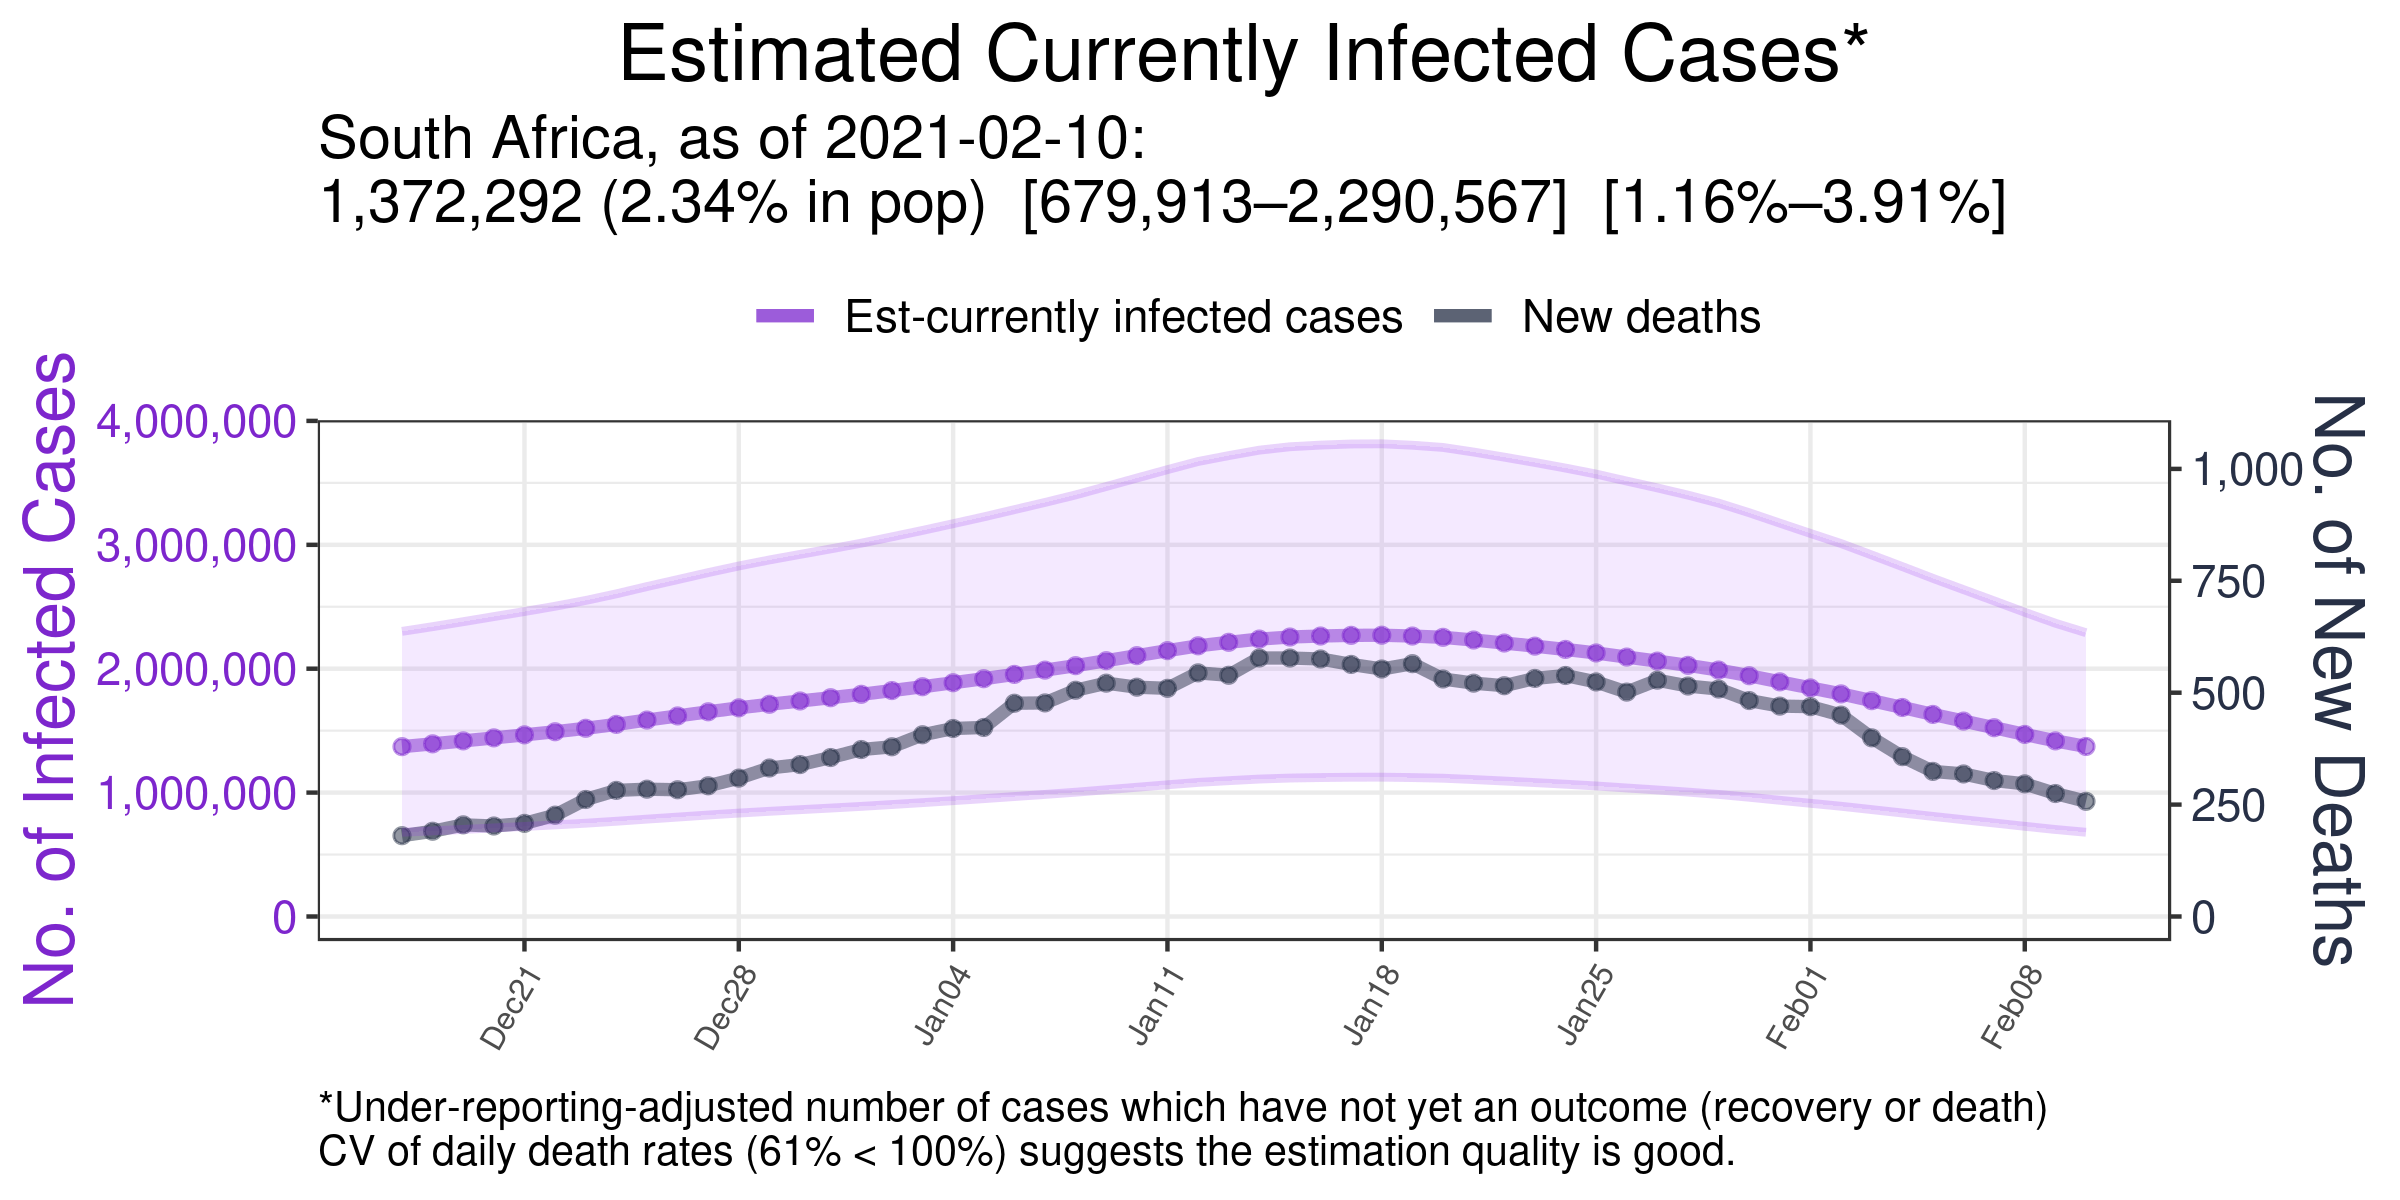 Estimated Currently Infected Cases*
South Africa, as of 2021-02-10:
1,372,292 (2.34% in pop) [679,913–2,290,567] [1.16%–3.91%]
Est-currently infected cases New deaths
No. of Infected Cases
4,000,000
3,000,000
2,000,000
1,000,000
0
1,000
750
500
250
0
No. of New Deaths
Dec21 Dec28 Jan04 Jan11 Jan18 Jan25 Feb01 Feb08
*Under-reporting-adjusted number of cases which have not yet an outcome (recovery or death)
CV of daily death rates (61% < 100%) suggests the estimation quality is good.